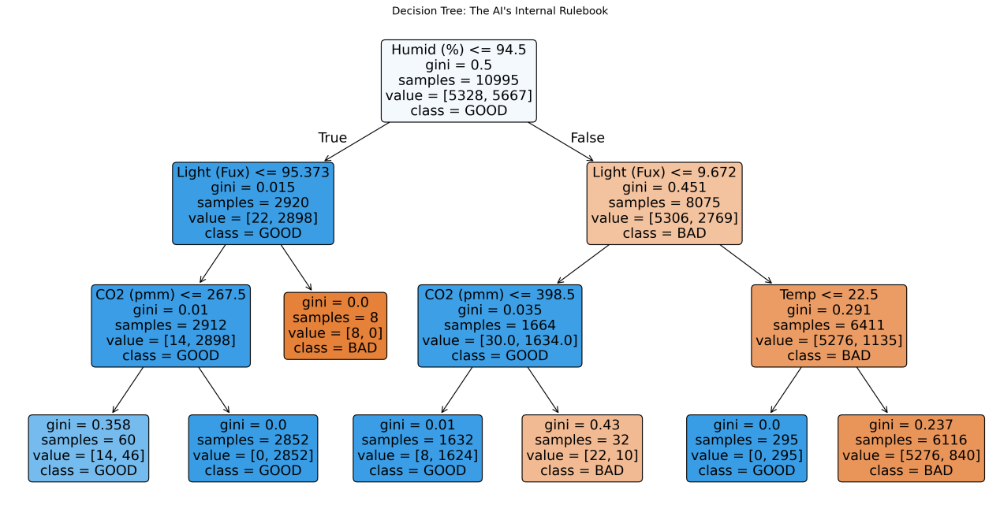 Decision Tree: The AI's Internal Rulebook
Humid (%) <= 94.5
gini = 0.5
samples = 10995
value = [5328, 5667]
class = GOOD
True
False
Light (Fux) <= 95.373
gini = 0.015
samples = 2920
value = [22, 2898]
class = GOOD
Light (Fux) <= 9.672
gini = 0.451
samples = 8075
value = [5306, 2769]
class = BAD
CO2 (pmm) <= 267.5
gini = 0.01
samples = 2912
value = [14, 2898]
class = GOOD
gini = 0.0
samples = 8
value = [8, 0]
class = BAD
CO2 (pmm) <= 398.5
gini = 0.035
samples = 1664
value = [30.0, 1634.0]
class = GOOD
Temp <= 22.5
gini = 0.291
samples = 6411
value = [5276, 1135]
class = BAD
gini = 0.358
samples = 60
value = [14, 46]
class = GOOD
gini = 0.0
samples = 2852
value = [0, 2852]
class = GOOD
gini = 0.01
samples = 1632
value = [8, 1624]
class = GOOD
gini = 0.43
samples = 32
value = [22, 10]
class = BAD
gini = 0.0
samples = 295
value = [0, 295]
class = GOOD
gini = 0.237
samples = 6116
value = [5276, 840]
class = BAD